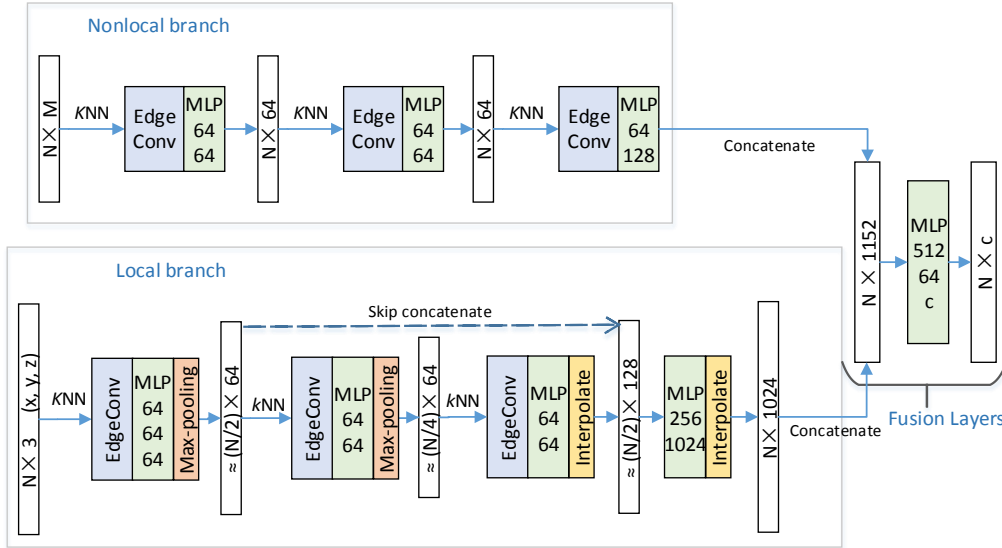 Nonlocal branch
N × M
KNN
Edge
Conv
MLP
64
64
N × 64
KNN
Edge
Conv
MLP
64
64
N × 64
KNN
Edge
Conv
MLP
64
128
Concatenate
N × 1152
MLP
512
64
c
N × c
Fusion Layers
Local branch
N × 3 (x, y, z)
kNN
EdgeConv
MLP
64
64
64
Max-pooling
≈ (N/2) × 64
Skip concatenate
kNN
EdgeConv
MLP
64
64
Max-pooling
≈ (N/4) × 64
kNN
EdgeConv
MLP
64
64
Interpolate
≈ (N/2) × 128
MLP
256
1024
Interpolate
N × 1024
Concatenate